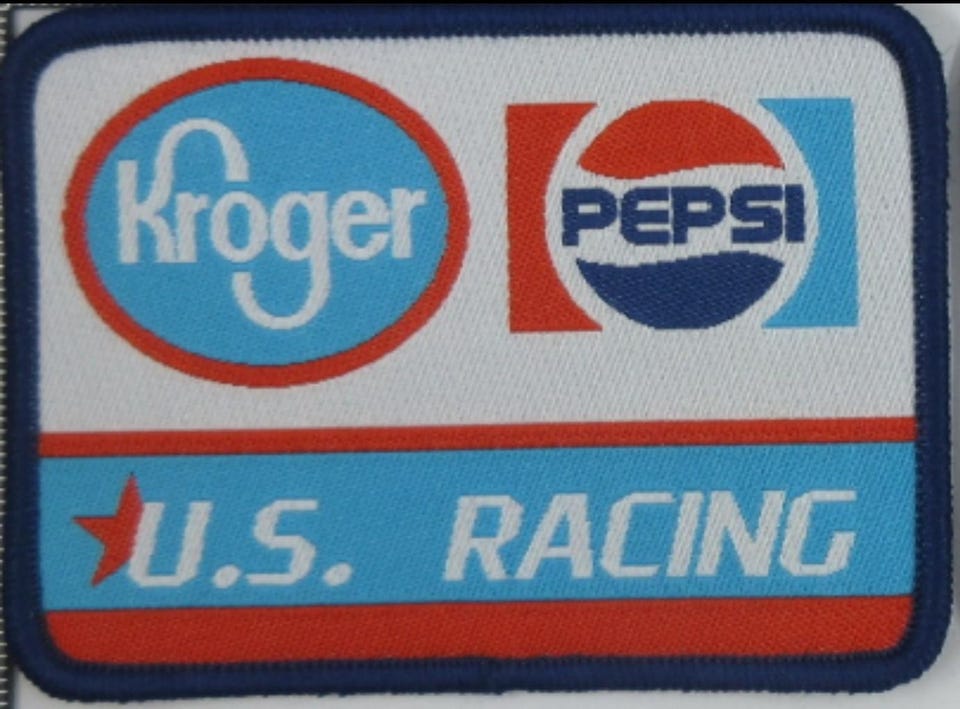 Kroger
PEPSI
U.S. RACING